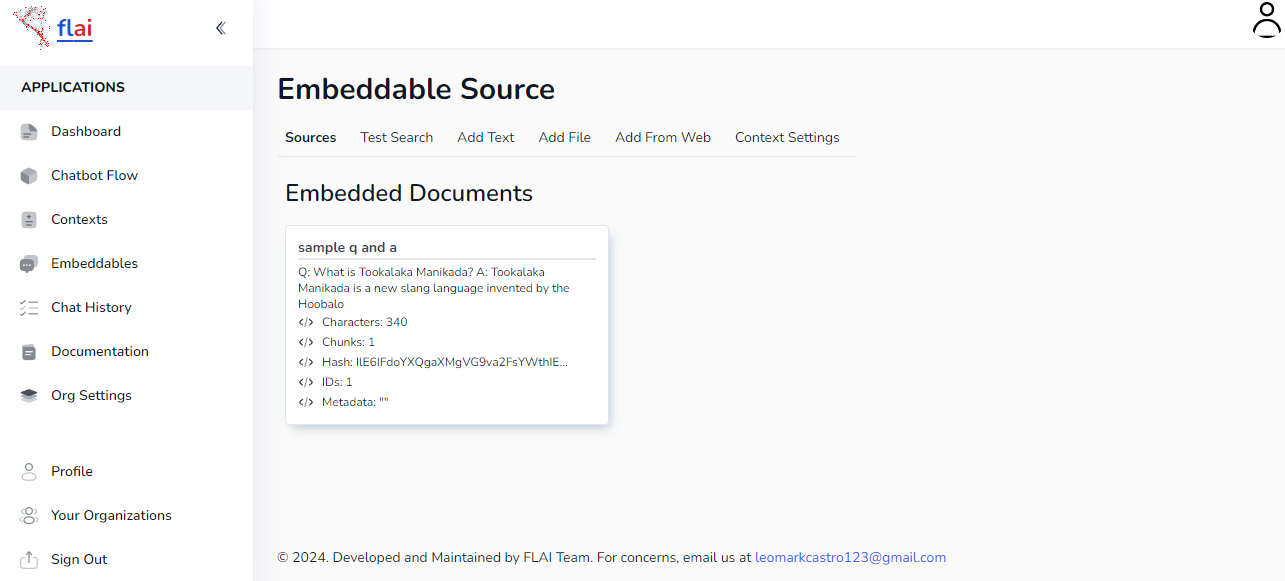 flai
APPLICATIONS
Dashboard
Chatbot Flow
Contexts
Embeddables
Chat History
Documentation
Org Settings
Profile
Your Organizations
Sign Out
Embeddable Source
Sources Test Search Add Text Add File Add From Web Context Settings
Embedded Documents
sample q and a
Q: What is Tookalaka Manikada? A: Tookalaka
Manikada is a new slang language invented by the
Hoobalo
Characters: 340
Chunks: 1
Hash: IlE6IFdoYXQgaXMgVG9va2FsYWthIE...
IDs: 1
Metadata: ""
© 2024. Developed and Maintained by FLAI Team. For concerns, email us at leomarkcastro123@gmail.com